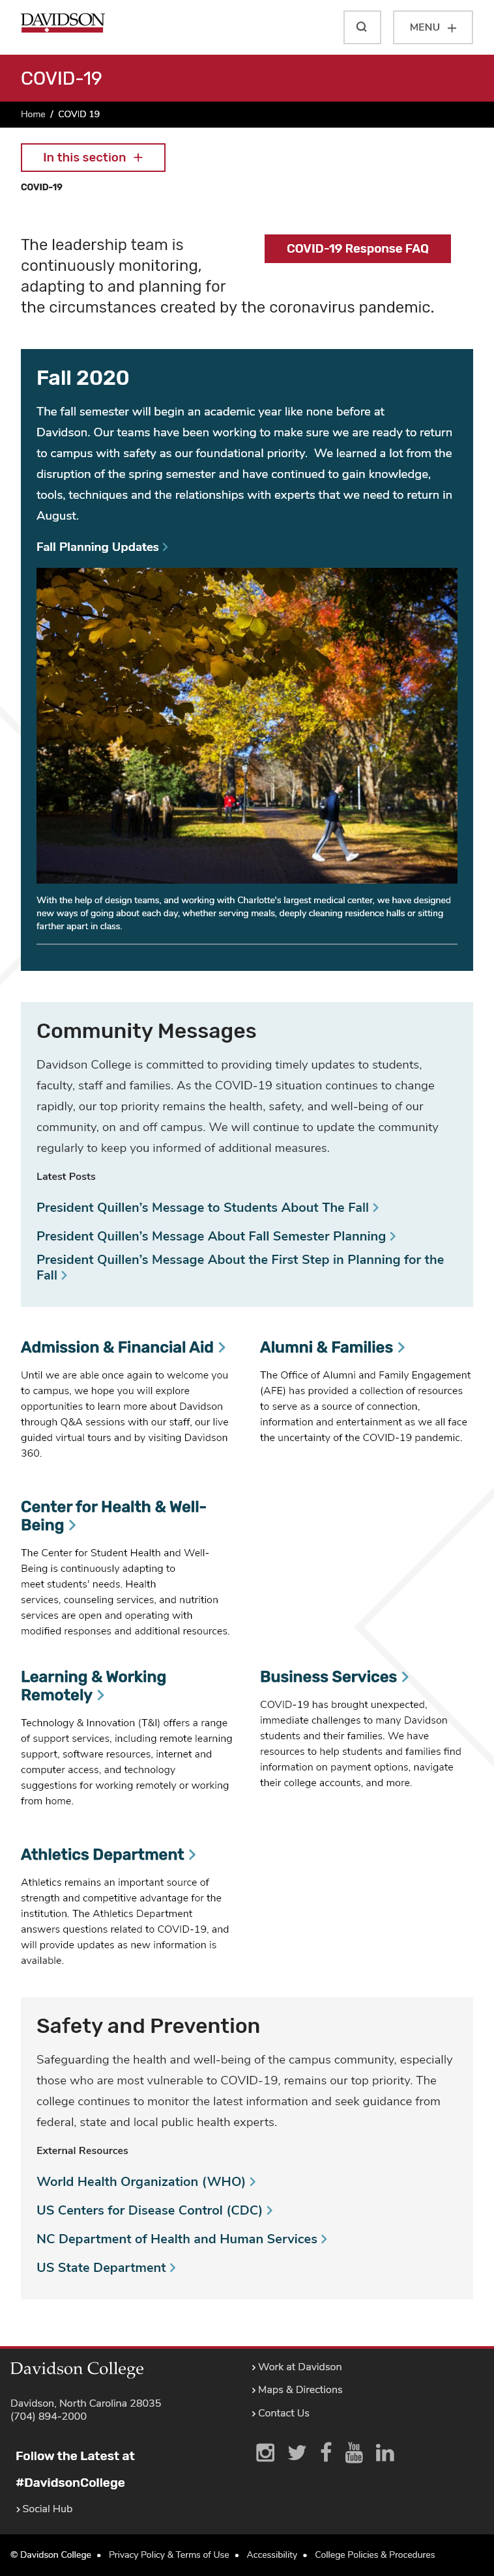 DAVIDSON
MENU
COVID-19
Home / COVID 19
In this section
COVID-19
The leadership team is
continuously monitoring,
adapting to and planning for
the circumstances created by the coronavirus pandemic.
COVID-19 Response FAQ
Fall 2020
The fall semester will begin an academic year like none before at
Davidson. Our teams have been working to make sure we are ready to return
to campus with safety as our foundational priority.  We learned a lot from the
disruption of the spring semester and have continued to gain knowledge,
tools, techniques and the relationships with experts that we need to return in
August.
Fall Planning Updates
With the help of design teams, and working with Charlotte's largest medical center, we have designed
new ways of going about each day, whether serving meals, deeply cleaning residence halls or sitting
farther apart in class.
Community Messages
Davidson College is committed to providing timely updates to students,
faculty, staff and families. As the COVID-19 situation continues to change
rapidly, our top priority remains the health, safety, and well-being of our
community, on and off campus. We will continue to update the community
regularly to keep you informed of additional measures.
Latest Posts
President Quillen’s Message to Students About The Fall
President Quillen’s Message About Fall Semester Planning
President Quillen’s Message About the First Step in Planning for the
Fall
Admission & Financial Aid
Until we are able once again to welcome you
to campus, we hope you will explore
opportunities to learn more about Davidson
through Q&A sessions with our staff, our live
guided virtual tours and by visiting Davidson
360.
Alumni & Families
The Office of Alumni and Family Engagement
(AFE) has provided a collection of resources
to serve as a source of connection,
information and entertainment as we all face
the uncertainty of the COVID-19 pandemic.
Center for Health & Well-
Being
The Center for Student Health and Well-
Being is continuously adapting to
meet students' needs. Health
services, counseling services, and nutrition
services are open and operating with
modified responses and additional resources.
Learning & Working
Remotely
Technology & Innovation (T&I) offers a range
of support services, including remote learning
support, software resources, internet and
computer access, and technology
suggestions for working remotely or working
from home.
Business Services
COVID-19 has brought unexpected,
immediate challenges to many Davidson
students and their families. We have
resources to help students and families find
information on payment options, navigate
their college accounts, and more.
Athletics Department
Athletics remains an important source of
strength and competitive advantage for the
institution. The Athletics Department
answers questions related to COVID-19, and
will provide updates as new information is
available.
Safety and Prevention
Safeguarding the health and well-being of the campus community, especially
those who are most vulnerable to COVID-19, remains our top priority. The
college continues to monitor the latest information and seek guidance from
federal, state and local public health experts.
External Resources
World Health Organization (WHO)
US Centers for Disease Control (CDC)
NC Department of Health and Human Services
US State Department
Davidson College
Davidson, North Carolina 28035
(704) 894-2000
Follow the Latest at
#DavidsonCollege
Social Hub
Work at Davidson
Maps & Directions
Contact Us
You Tube
© Davidson College • Privacy Policy & Terms of Use • Accessibility • College Policies & Procedures